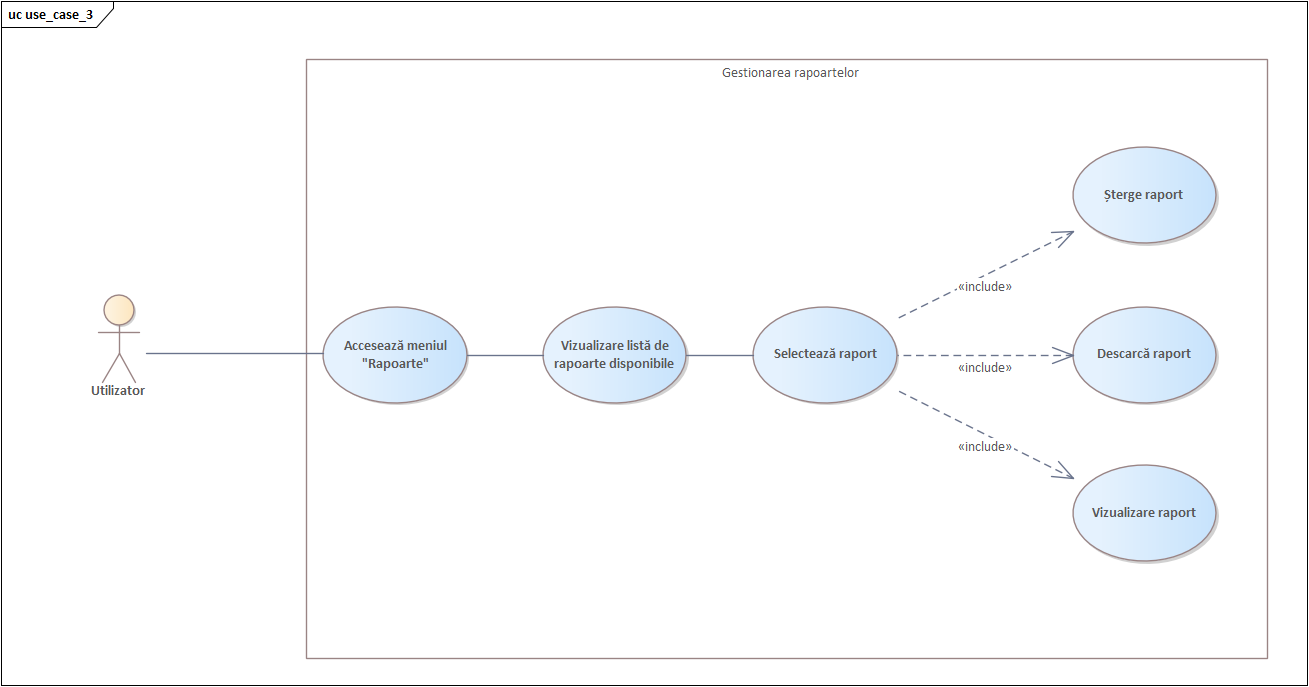 uc use_case_3
Gestionarea rapoartelor
Șterge raport
«include»
Utilizator
Accesează meniul
"Rapoarte"
Vizualizare listă de
rapoarte disponibile
Selectează raport
«include»
Descarcă raport
«include»
Vizualizare raport